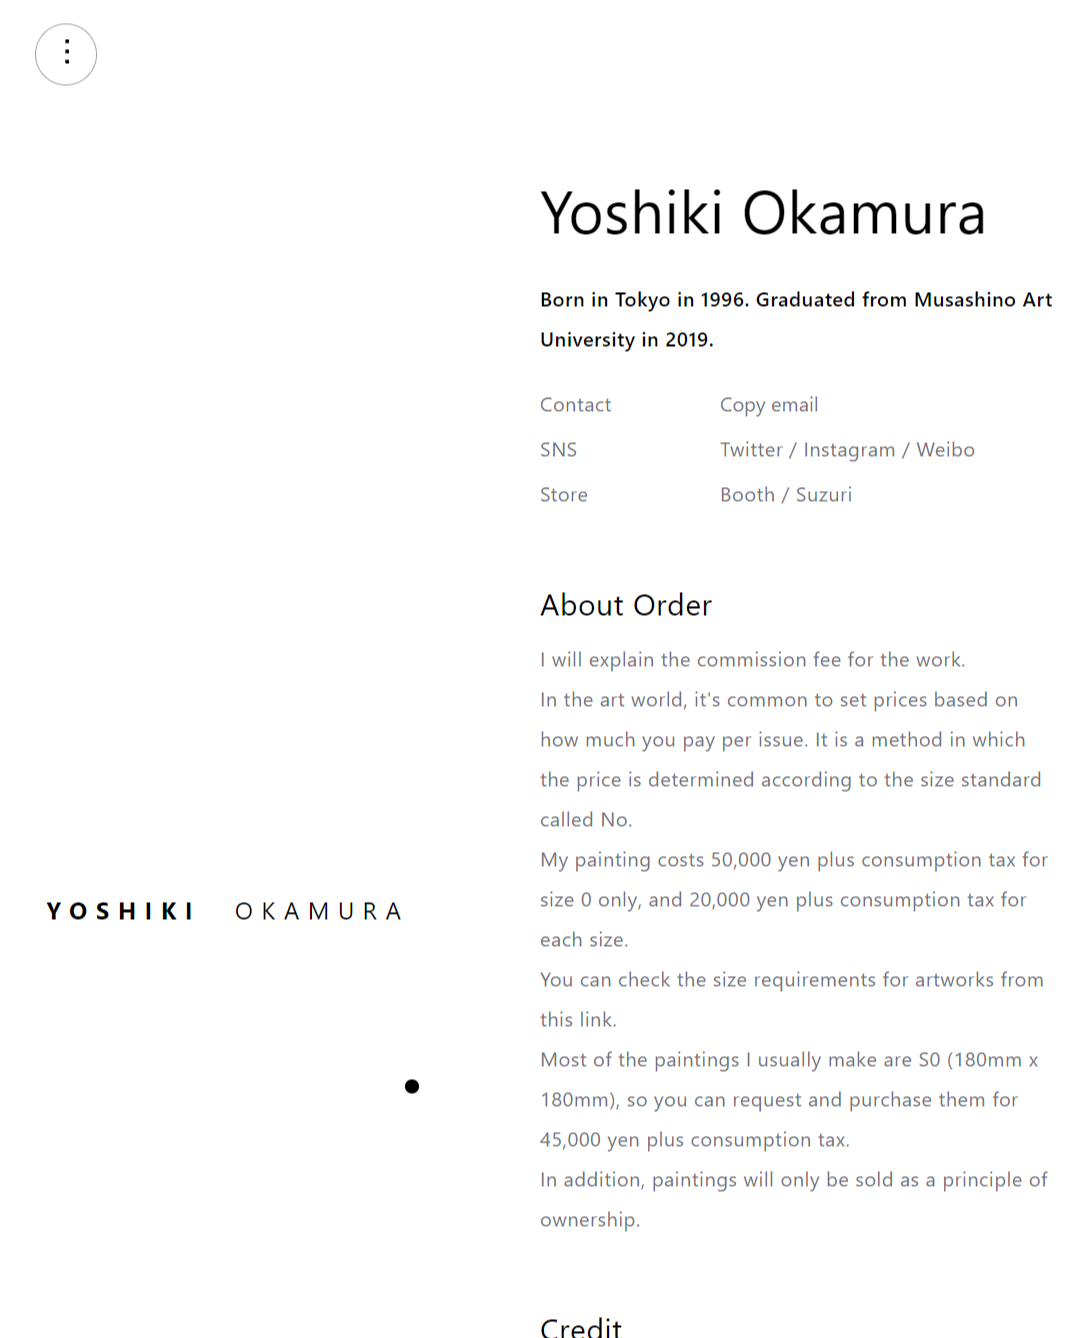 Yoshiki Okamura
Born in Tokyo in 1996. Graduated from Musashino Art
University in 2019.
Contact Copy email
SNS Twitter / Instagram / Weibo
Store Booth / Suzuri
About Order
I will explain the commission fee for the work.
In the art world, it's common to set prices based on
how much you pay per issue. It is a method in which
the price is determined according to the size standard
called No.
My painting costs 50,000 yen plus consumption tax for
size 0 only, and 20,000 yen plus consumption tax for
each size.
You can check the size requirements for artworks from
this link.
Most of the paintings I usually make are S0 (180mm x
180mm), so you can request and purchase them for
45,000 yen plus consumption tax.
In addition, paintings will only be sold as a principle of
ownership.
YOSHIKI OKAMURA
Credit